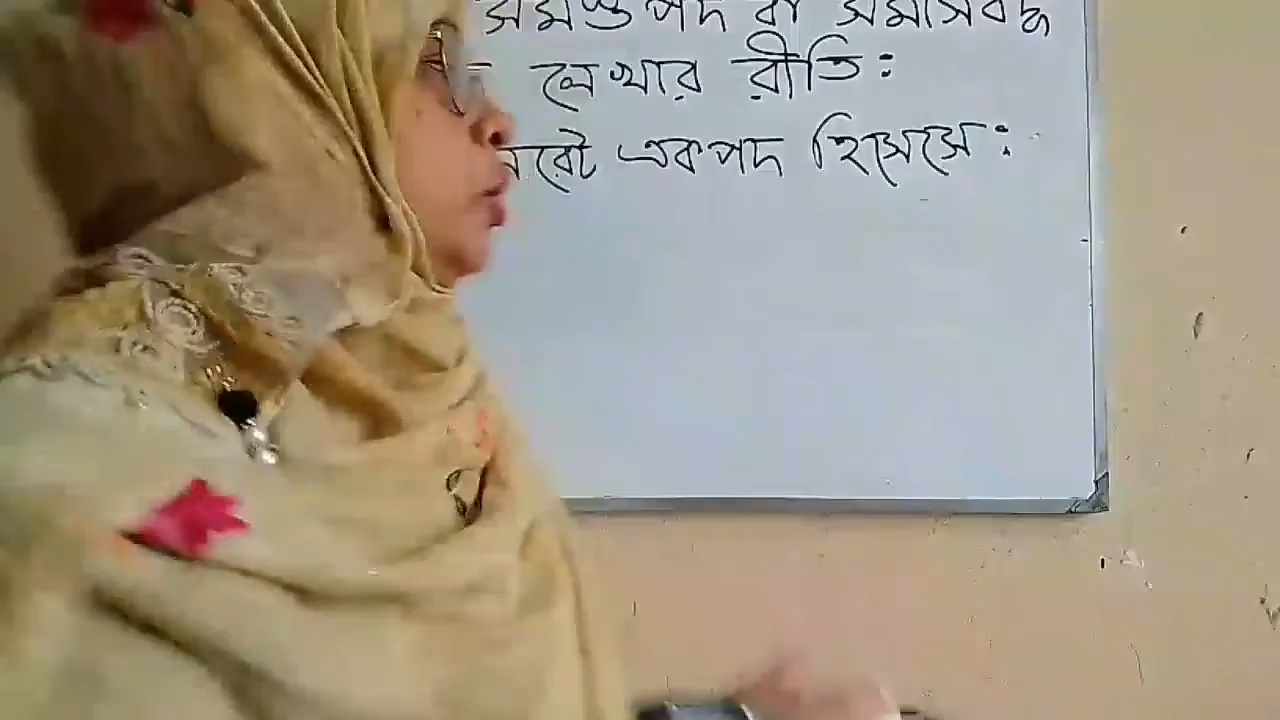 সমস্তপদ বা সমাসবদ্ধ
লেখার রীতি:
একপদ হিসেসে: